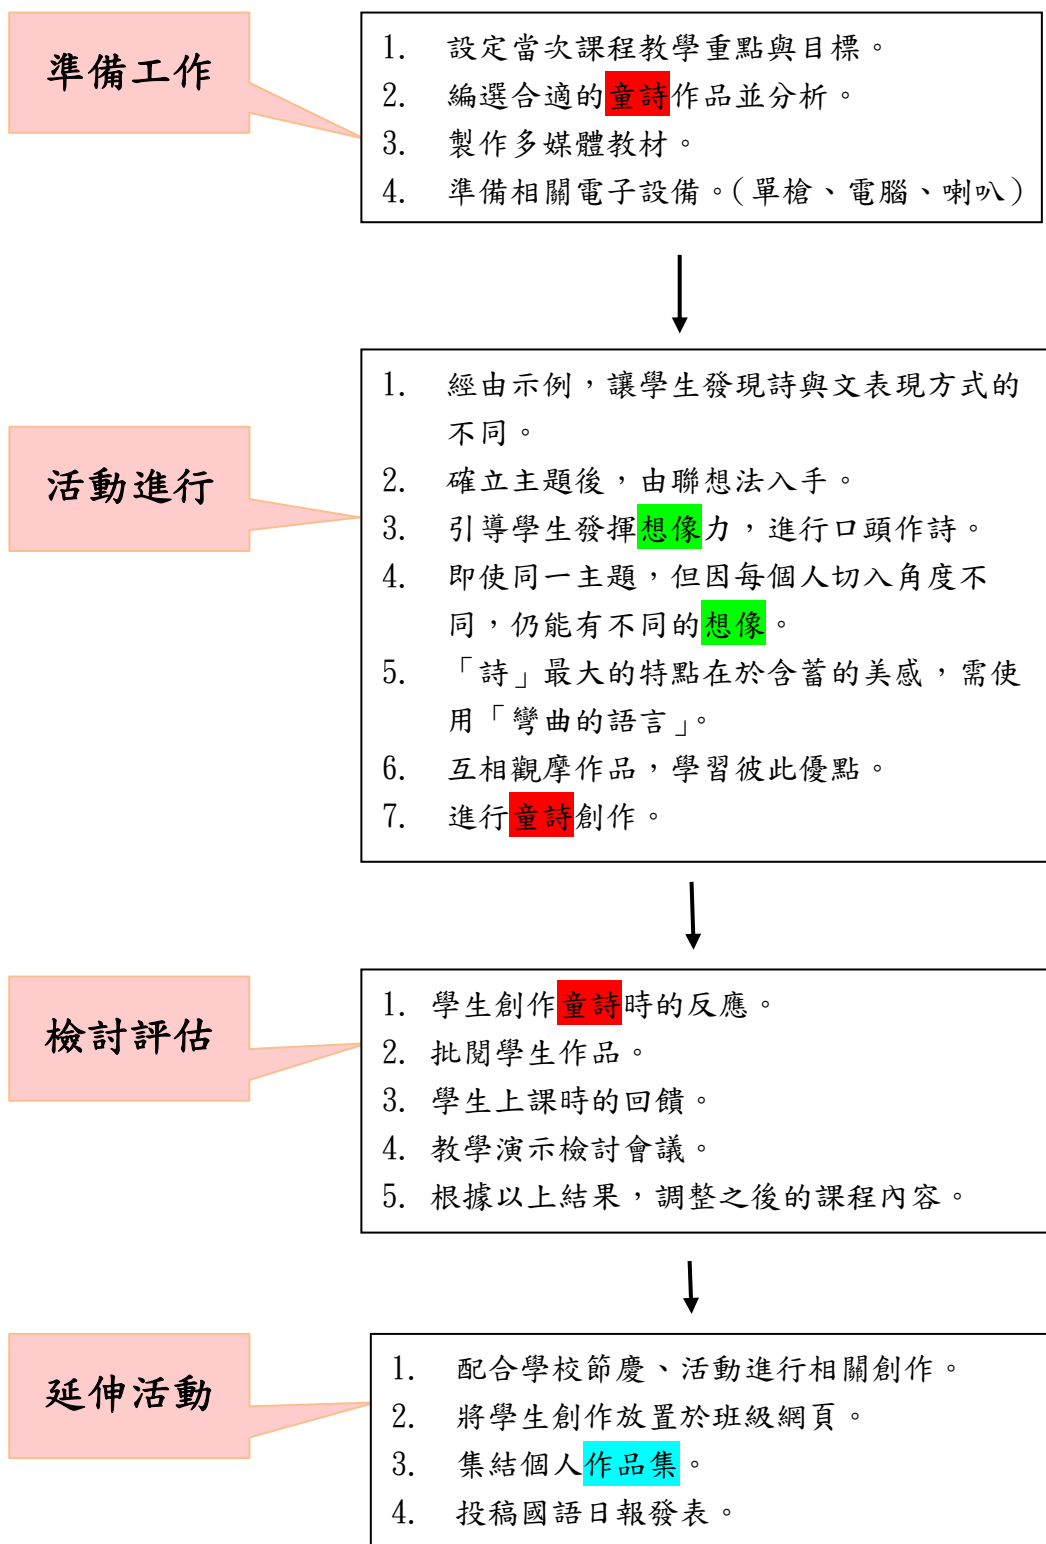 準備工作
1. 設定當次課程教學重點與目標。
2. 編選合適的童詩作品並分析。
3. 製作多媒體教材。
4. 準備相關電子設備。(單槍、電腦、喇叭)
活動進行
1. 經由示例，讓學生發現詩與文表現方式的
不同。
2. 確立主題後，由聯想法入手。
3. 引導學生發揮想像力，進行口頭作詩。
4. 即使同一主題，但因每個人切入角度不
同，仍能有不同的想像。
5. 「詩」最大的特點在於含蓄的美感，需使
用「彎曲的語言」。
6. 互相觀摩作品，學習彼此優點。
7. 進行童詩創作。
檢討評估
1. 學生創作童詩時的反應。
2. 批閱學生作品。
3. 學生上課時的回饋。
4. 教學演示檢討會議。
5. 根據以上結果，調整之後的課程內容。
延伸活動
1. 配合學校節慶、活動進行相關創作。
2. 將學生創作放置於班級網頁。
3. 集結個人作品集。
4. 投稿國語日報發表。